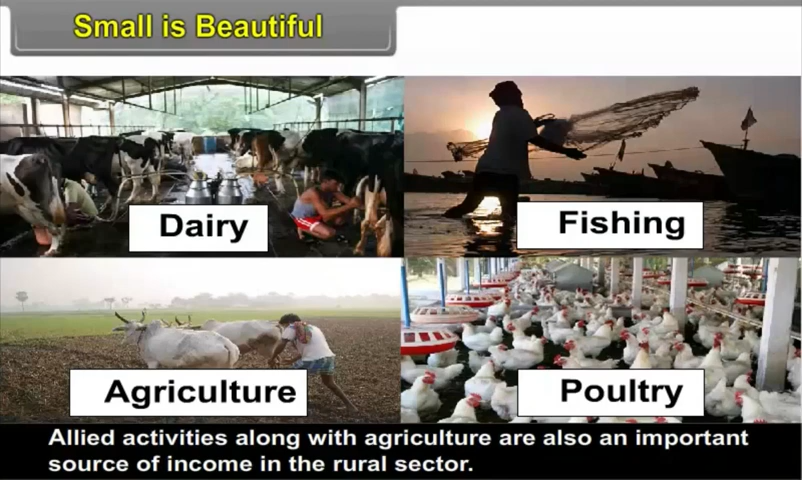 Small is Beautiful
Dairy
Fishing
Agriculture
Poultry
Allied activities along with agriculture are also an important
source of income in the rural sector.